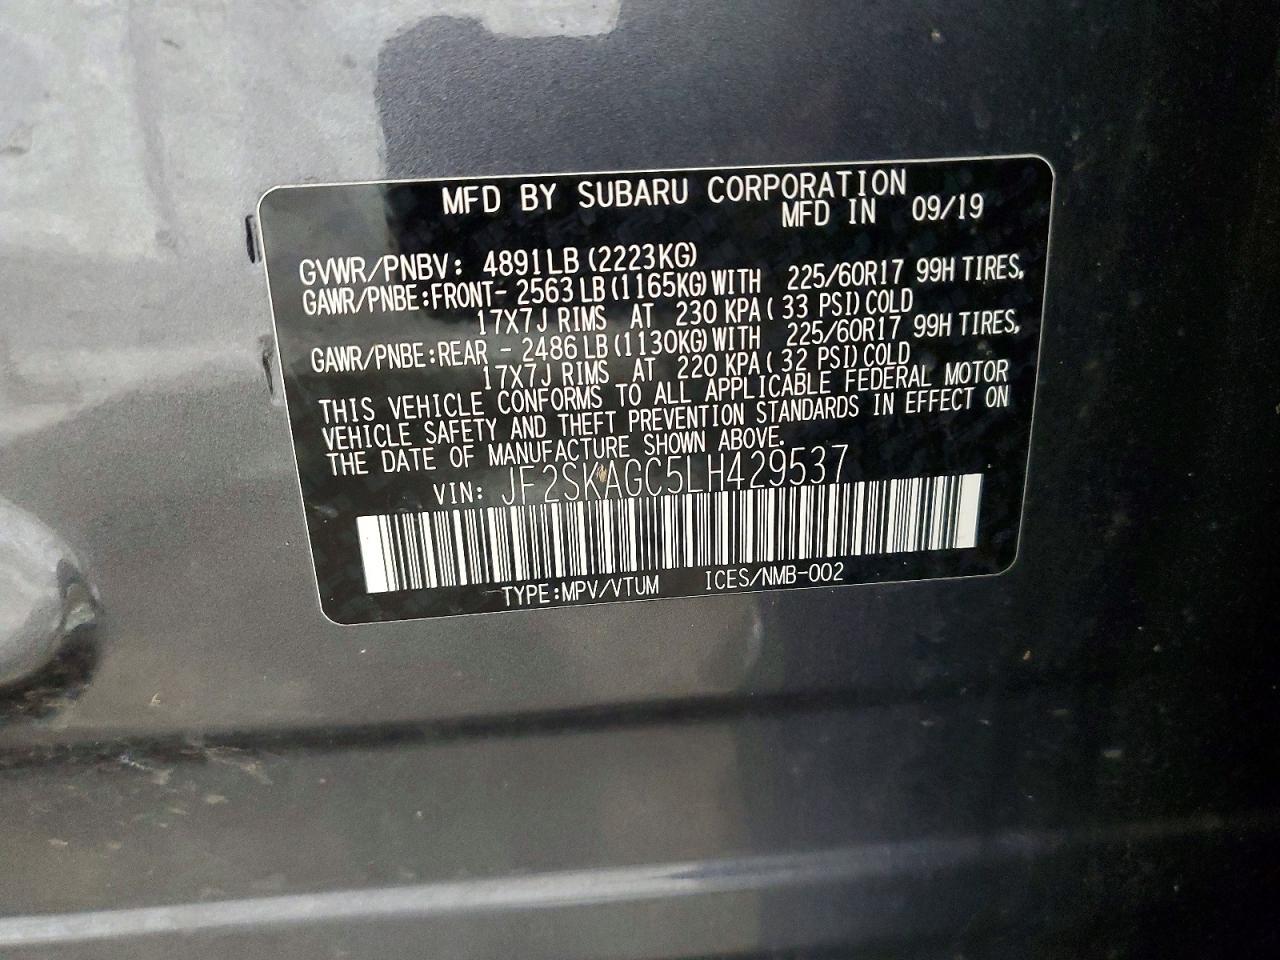 MFD BY SUBARU CORPORATION
MFD IN 09/19
GVWR/PNBV: 4891LB (2223KG)
GAWR/PNBE:FRONT- 2563 LB (1165KG) WITH 225/60R17 99H TIRES,
17X7J RIMS AT 230 KPA ( 33 PSI) COLD
GAWR/PNBE:REAR - 2486 LB (1130KG) WITH 225/60R17 99H TIRES,
17X7J RIMS AT 220 KPA ( 32 PSI) COLD
THIS VEHICLE CONFORMS TO ALL APPLICABLE FEDERAL MOTOR
VEHICLE SAFETY AND THEFT PREVENTION STANDARDS IN EFFECT ON
THE DATE OF MANUFACTURE SHOWN ABOVE.
VIN: JF2SKAGC5LH429537
TYPE:MPV/VTUM ICES/NMB-002